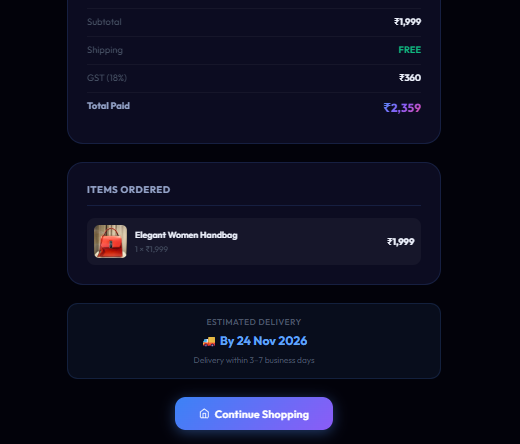 Subtotal ₹1,999
Shipping FREE
GST (18%) ₹360
Total Paid ₹2,359
ITEMS ORDERED
Elegant Women Handbag ₹1,999
1 × ₹1,999
ESTIMATED DELIVERY
🚚 By 24 Nov 2026
Delivery within 3–7 business days
Continue Shopping